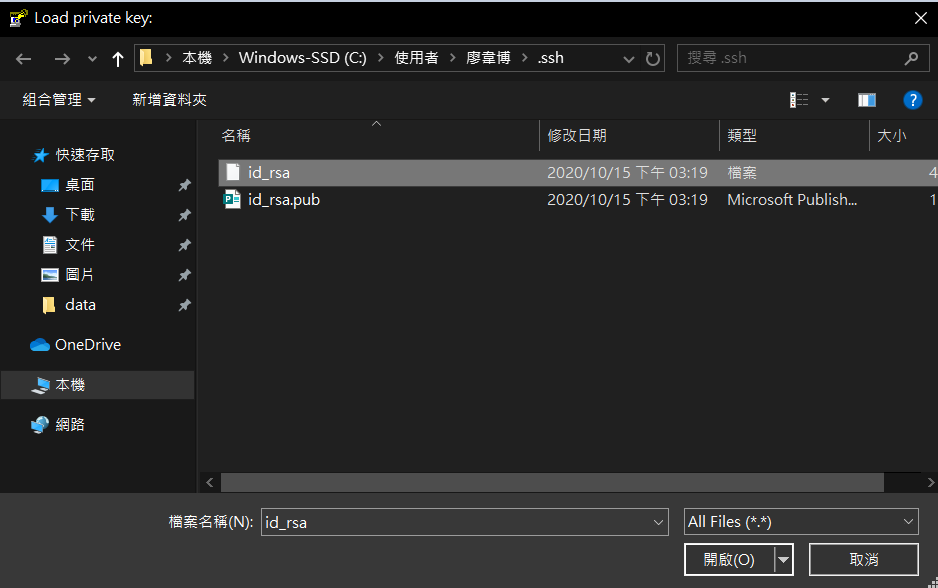 Load private key:
本機 Windows-SSD (C:) 使用者 廖韋博 .ssh 搜尋 .ssh
組合管理 新增資料夾
名稱 修改日期 類型 大小
快速存取
桌面
下載
文件
圖片
data
OneDrive
本機
網路
id_rsa 2020/10/15 下午 03:19 檔案 4
id_rsa.pub 2020/10/15 下午 03:19 Microsoft Publish... 1
檔案名稱(N): id_rsa All Files (*.*)
開啟(O) 取消